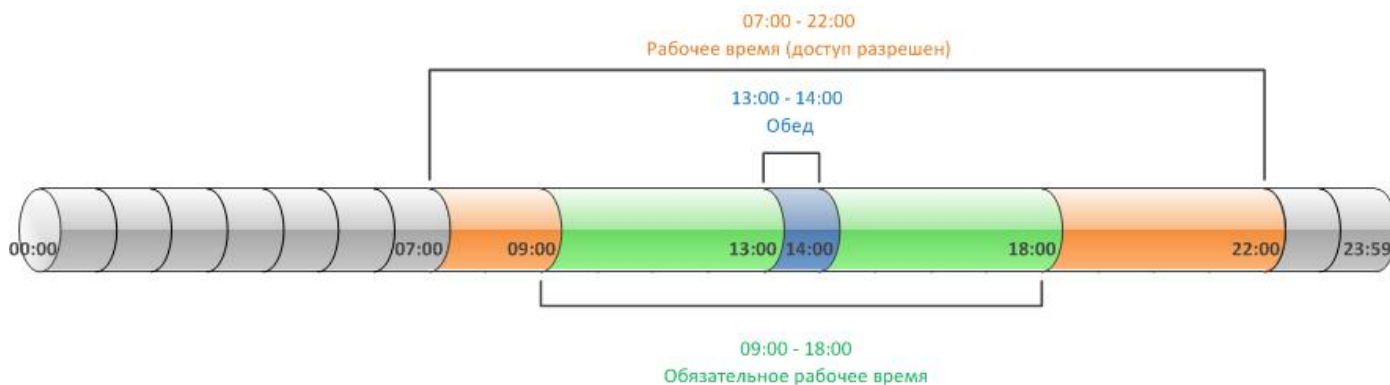 07:00 - 22:00
Рабочее время (доступ разрешен)
13:00 - 14:00
Обед
00:00 07:00 09:00 13:00 14:00 18:00 22:00 23:59
09:00 - 18:00
Обязательное рабочее время